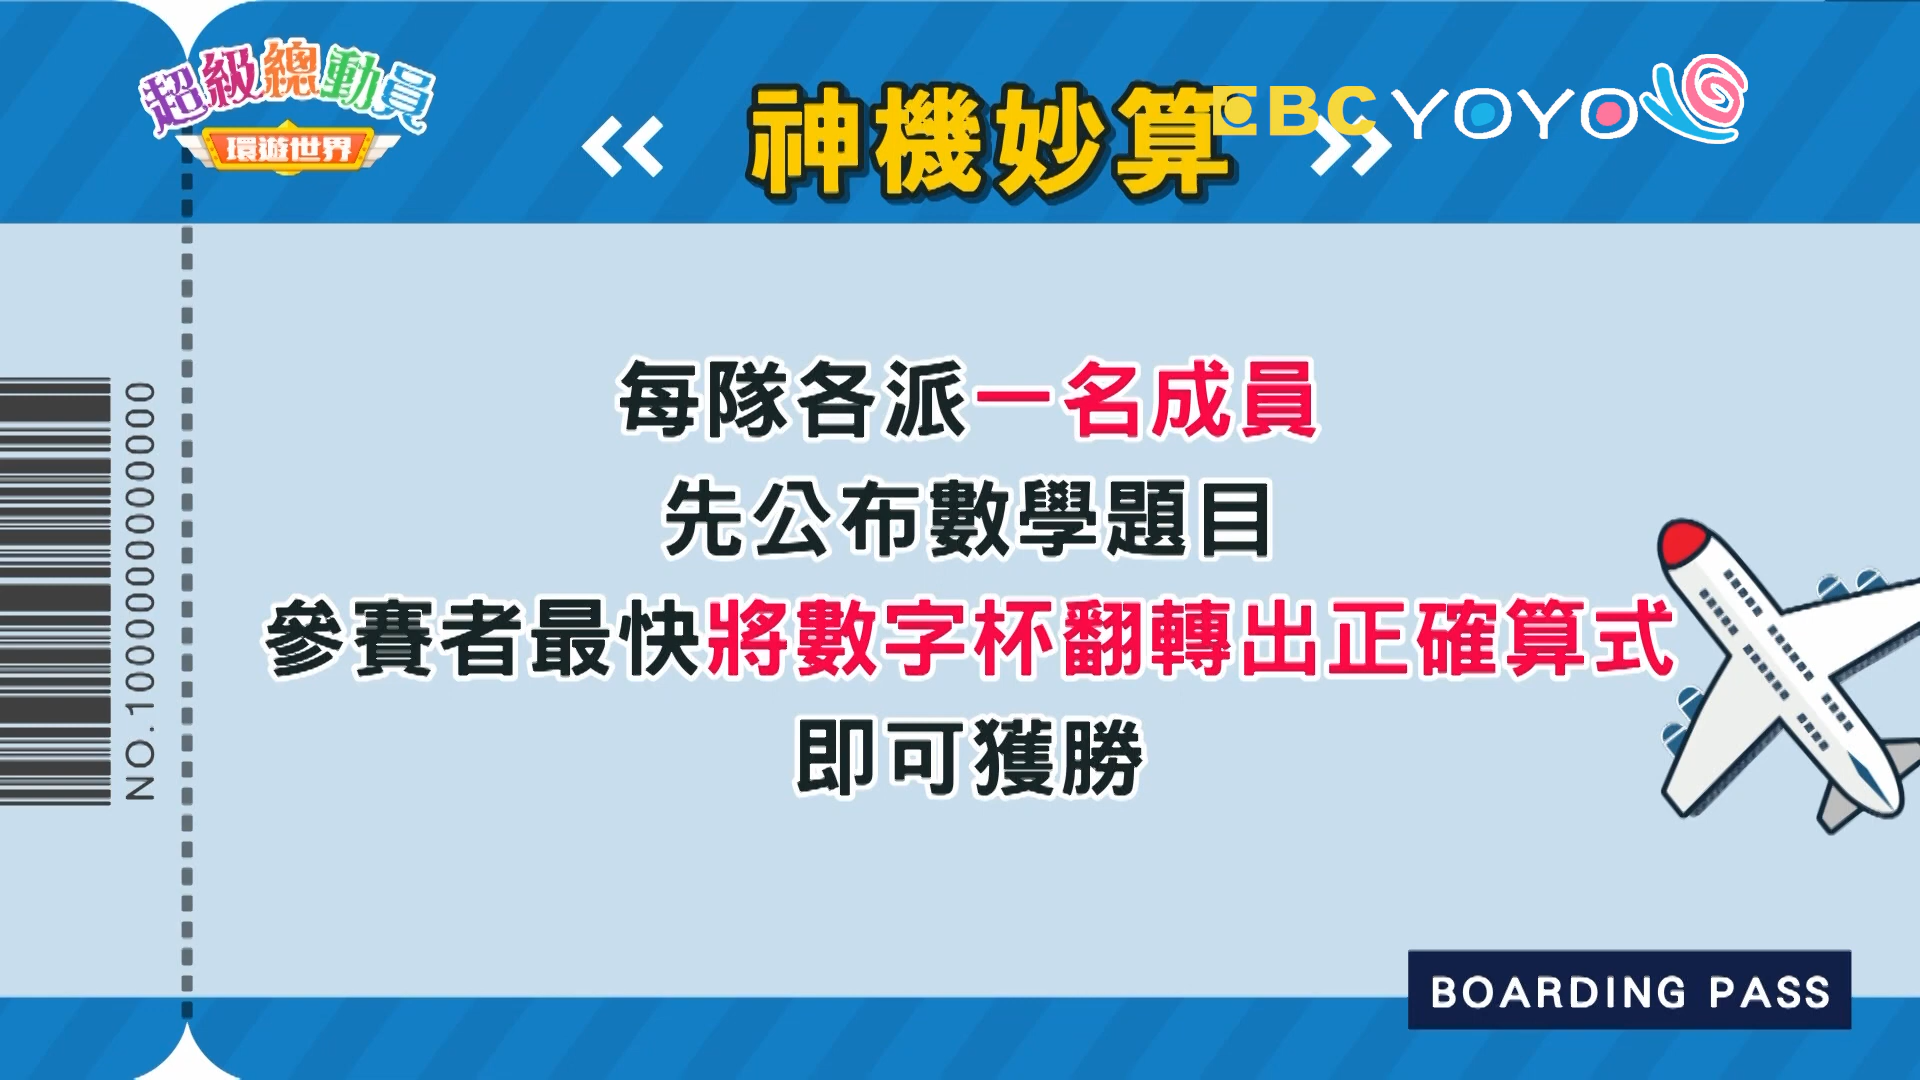 超級總動員
環遊世界
神機妙算
EBC YOYO
每隊各派一名成員
先公布數學題目
參賽者最快將數字杯翻轉出正確算式
即可獲勝
NO.1000000000000000
BOARDING PASS